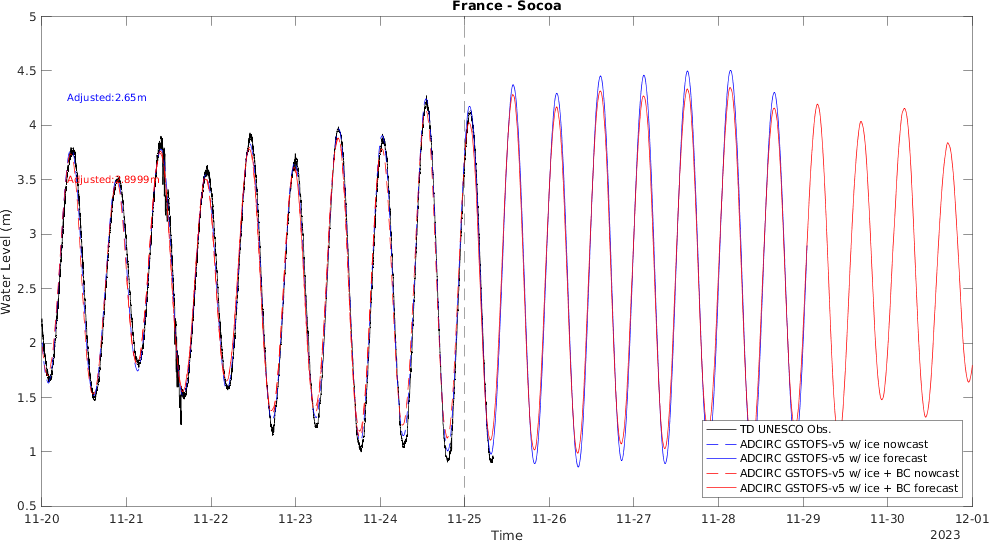 France - Socoa
5
4.5
4
3.5
3
2.5
2
1.5
1
0.5
Water Level (m)
Adjusted:2.65m
TD UNESCO Obs.
ADCIRC GSTOFS-v5 w/ ice nowcast
ADCIRC GSTOFS-v5 w/ ice forecast
ADCIRC GSTOFS-v5 w/ ice + BC nowcast
ADCIRC GSTOFS-v5 w/ ice + BC forecast
11-20 11-21 11-22 11-23 11-24 11-25 11-26 11-27 11-28 11-29 11-30 12-01
Time
2023